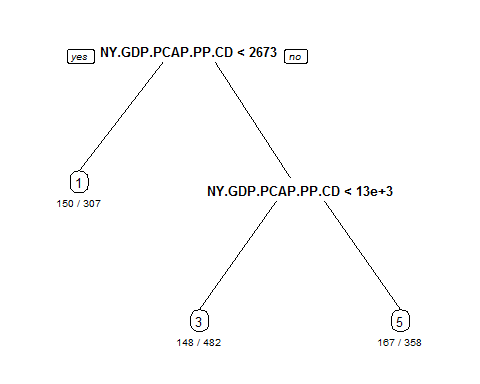 yes NY.GDP.PCAP.PP.CD < 2673 no
1
150 / 307
NY.GDP.PCAP.PP.CD < 13e+3
3
148 / 482
5
167 / 358